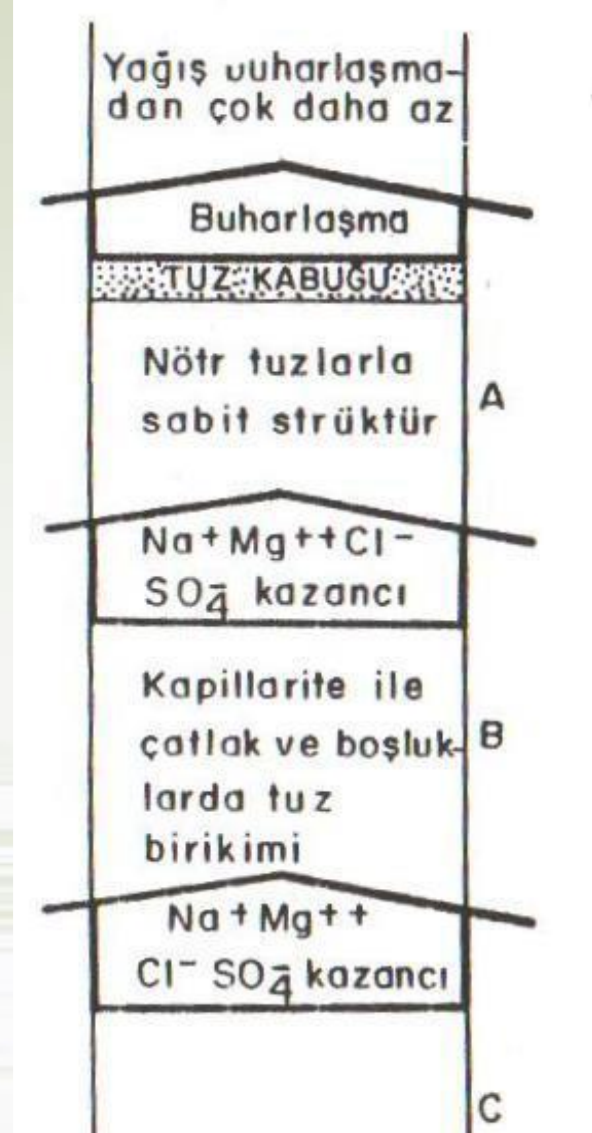 Yağış buharlaşma-
dan çok daha az
Buharlaşma
TUZ KABUĞU
Nötr tuzlarla
sabit strüktür
A
Na⁺ Mg⁺⁺ Cl⁻
SO₄⁻ kazancı
Kapillarite ile
çatlak ve boşluk-
B
larda tuz
birikimi
Na⁺ Mg⁺⁺
Cl⁻ SO₄⁻ kazancı
C